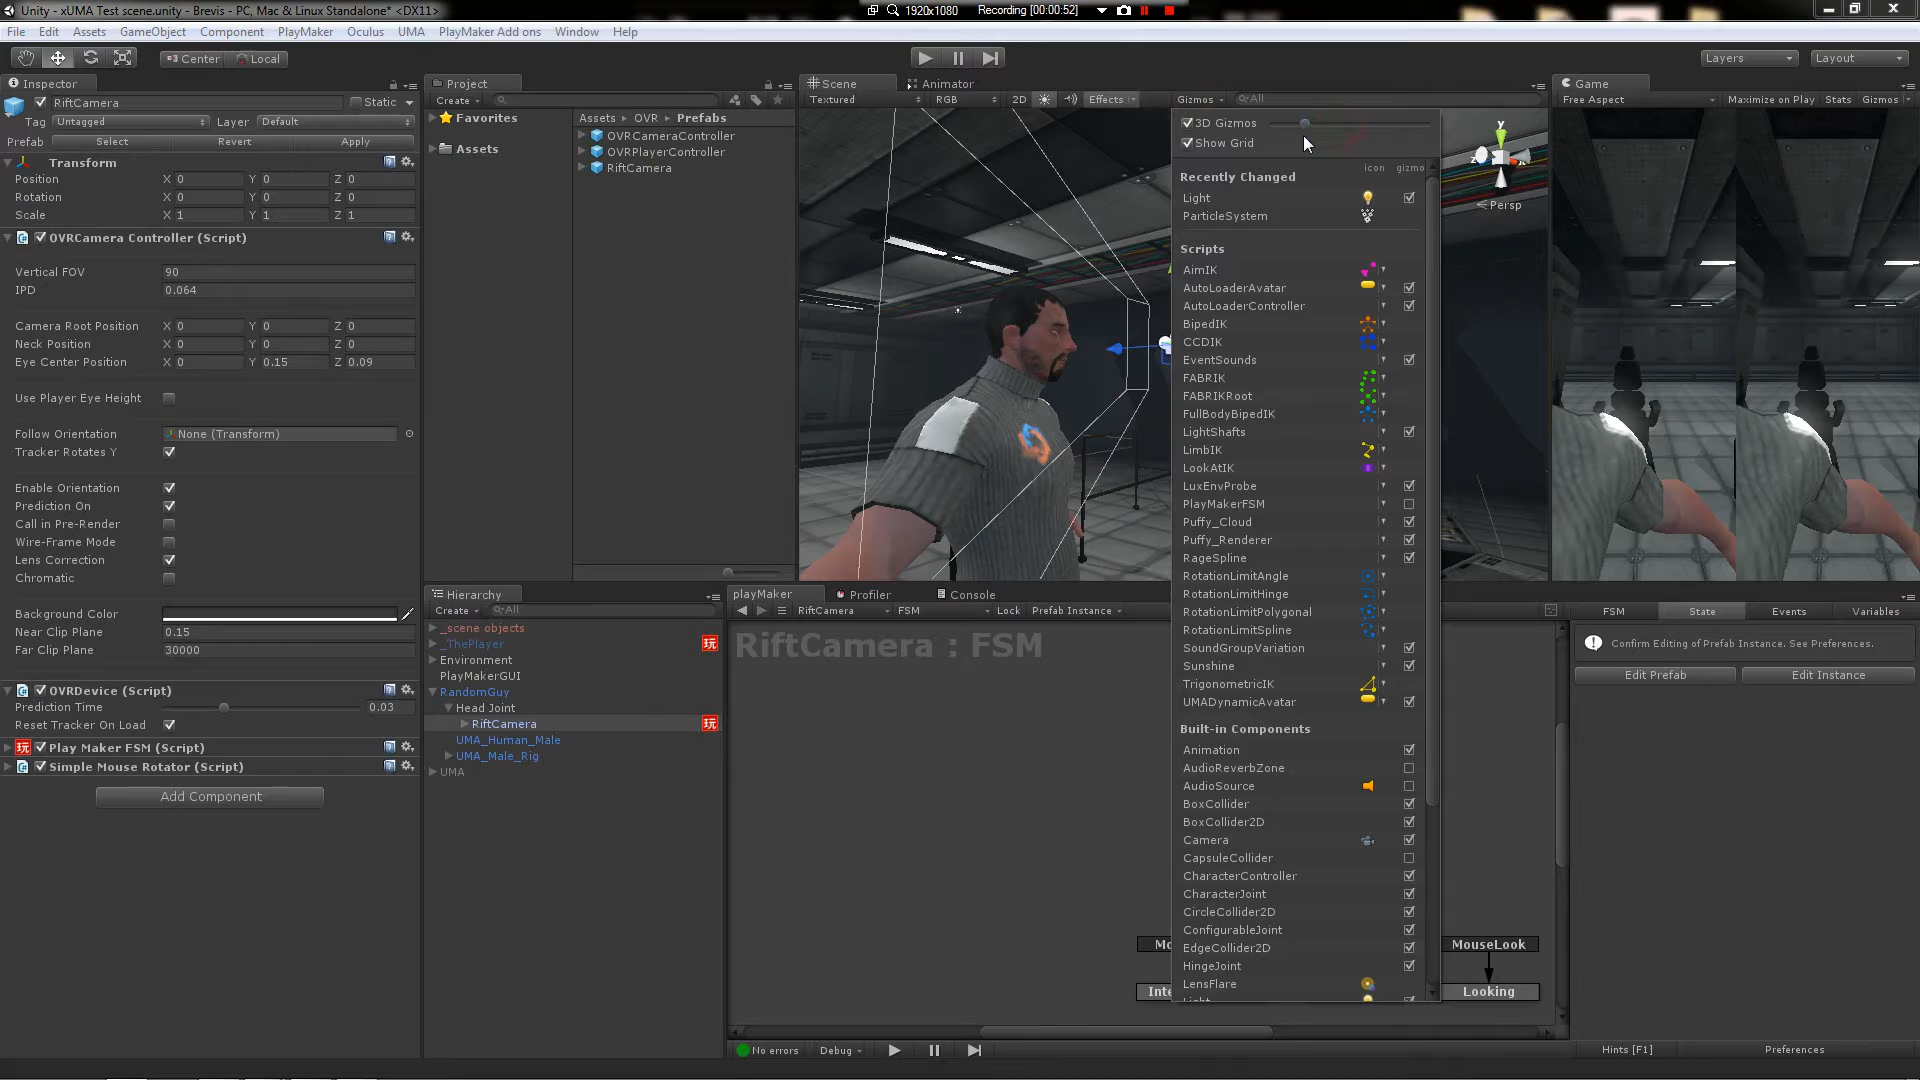 Unity - xUMA Test scene.unity - Brevis - PC, Mac & Linux Standalone* <DX11>
1920x1080
Recording [00:00:52]
File Edit Assets GameObject Component PlayMaker Oculus UMA PlayMaker Add ons Window Help
Center Local
Layers
Layout
Inspector
RiftCamera
Static
Tag Untagged Layer Default
Prefab Select Revert Apply
Transform
Position X 0 Y 0 Z 0
Rotation X 0 Y 0 Z 0
Scale X 1 Y 1 Z 1
OVRCamera Controller (Script)
Vertical FOV 90
IPD 0.064
Camera Root Position X 0 Y 0 Z 0
Neck Position X 0 Y 0 Z 0
Eye Center Position X 0 Y 0.15 Z 0.09
Use Player Eye Height
Follow Orientation None (Transform)
Tracker Rotates Y
Enable Orientation
Prediction On
Call in Pre-Render
Wire-Frame Mode
Lens Correction
Chromatic
Background Color
Near Clip Plane 0.15
Far Clip Plane 30000
OVRDevice (Script)
Prediction Time 0.03
Reset Tracker On Load
玩 Play Maker FSM (Script)
Simple Mouse Rotator (Script)
Add Component
Project
Create
Favorites
Assets
Assets OVR Prefabs
OVRCameraController
OVRPlayerController
RiftCamera
Hierarchy
Create All
_scene objects
_ThePlayer 玩
Environment
PlayMakerGUI
RandomGuy
Head Joint
RiftCamera 玩
UMA_Human_Male
UMA_Male_Rig
UMA
Scene Animator
Textured RGB 2D Effects Gizmos All
y
z
Persp
3D Gizmos
Show Grid
icon gizmo
Recently Changed
Light
ParticleSystem
Scripts
AimIK
AutoLoaderAvatar
AutoLoaderController
BipedIK
CCDIK
EventSounds
FABRIK
FABRIKRoot
FullBodyBipedIK
LightShafts
LimbIK
LookAtIK
LuxEnvProbe
PlayMakerFSM
Puffy_Cloud
Puffy_Renderer
RageSpline
RotationLimitAngle
RotationLimitHinge
RotationLimitPolygonal
RotationLimitSpline
SoundGroupVariation
Sunshine
TrigonometricIK
UMADynamicAvatar
Built-in Components
Animation
AudioReverbZone
AudioSource
BoxCollider
BoxCollider2D
Camera
CapsuleCollider
CharacterController
CharacterJoint
CircleCollider2D
ConfigurableJoint
EdgeCollider2D
HingeJoint
LensFlare
Light
Game
Free Aspect Maximize on Play Stats Gizmos
playMaker Profiler Console
RiftCamera FSM Lock Prefab Instance
RiftCamera : FSM
Mo
Inte
MouseLook
Looking
No errors Debug
FSM State Events Variables
Confirm Editing of Prefab Instance. See Preferences.
Edit Prefab Edit Instance
Hints [F1] Preferences